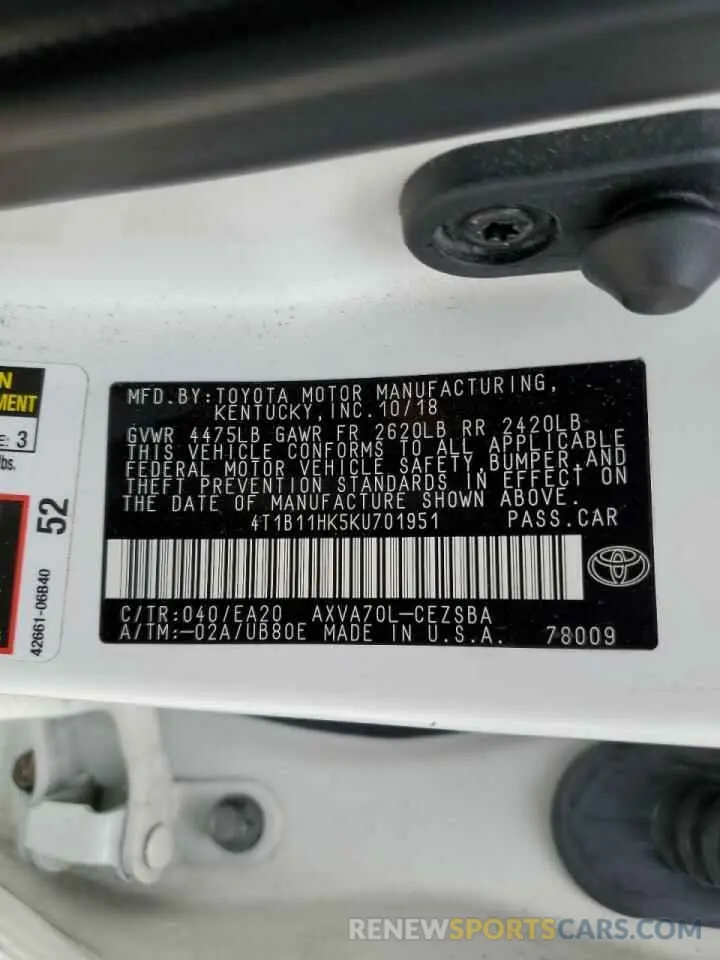 MFD.BY:TOYOTA MOTOR MANUFACTURING,
KENTUCKY,INC.10/18
GVWR 4475LB GAWR FR 2620LB RR 2420LB
THIS VEHICLE CONFORMS TO ALL APPLICABLE
FEDERAL MOTOR VEHICLE SAFETY,BUMPER,AND
THEFT PREVENTION STANDARDS IN EFFECT ON
THE DATE OF MANUFACTURE SHOWN ABOVE.
4T1B11HK5KU701951 PASS.CAR
C/TR:040/EA20 AXVA70L-CEZSBA
A/TM:-02A/UB80E MADE IN U.S.A. 78009
3
lbs.
52
42661-06B40
RENEWSPORTSCARS.COM